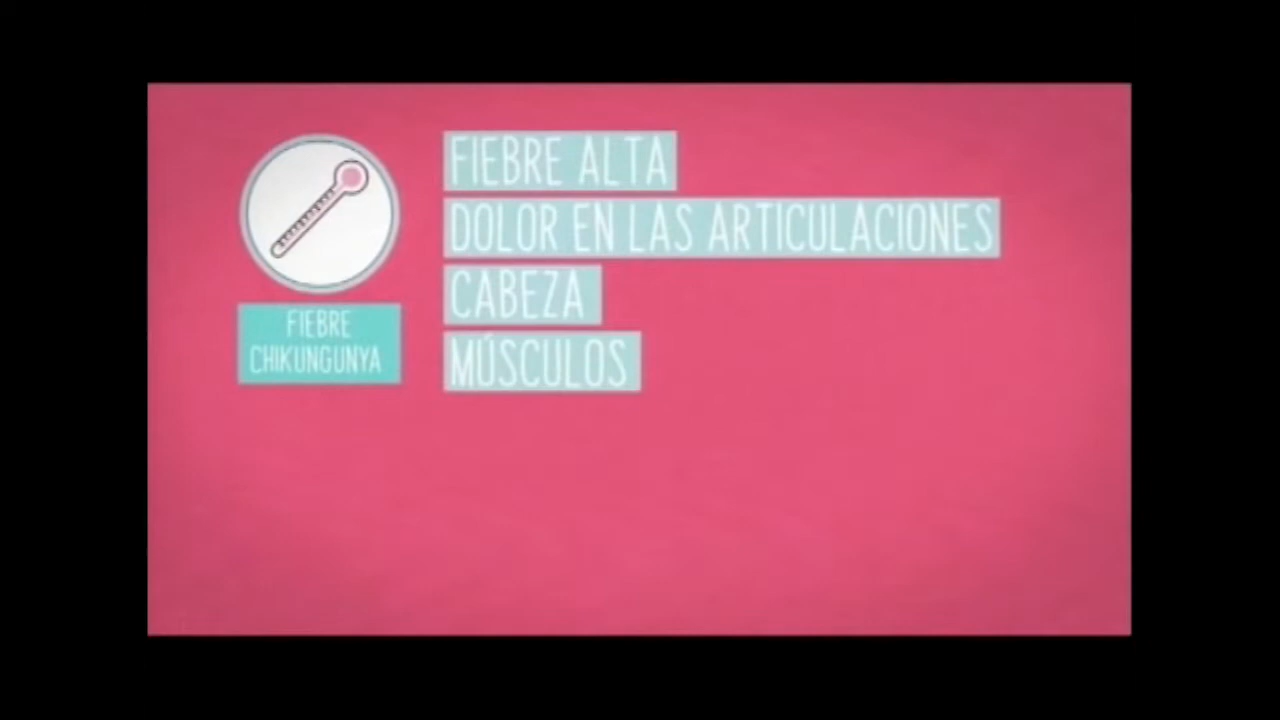 FIEBRE
CHIKUNGUNYA
FIEBRE ALTA
DOLOR EN LAS ARTICULACIONES
CABEZA
MÚSCULOS